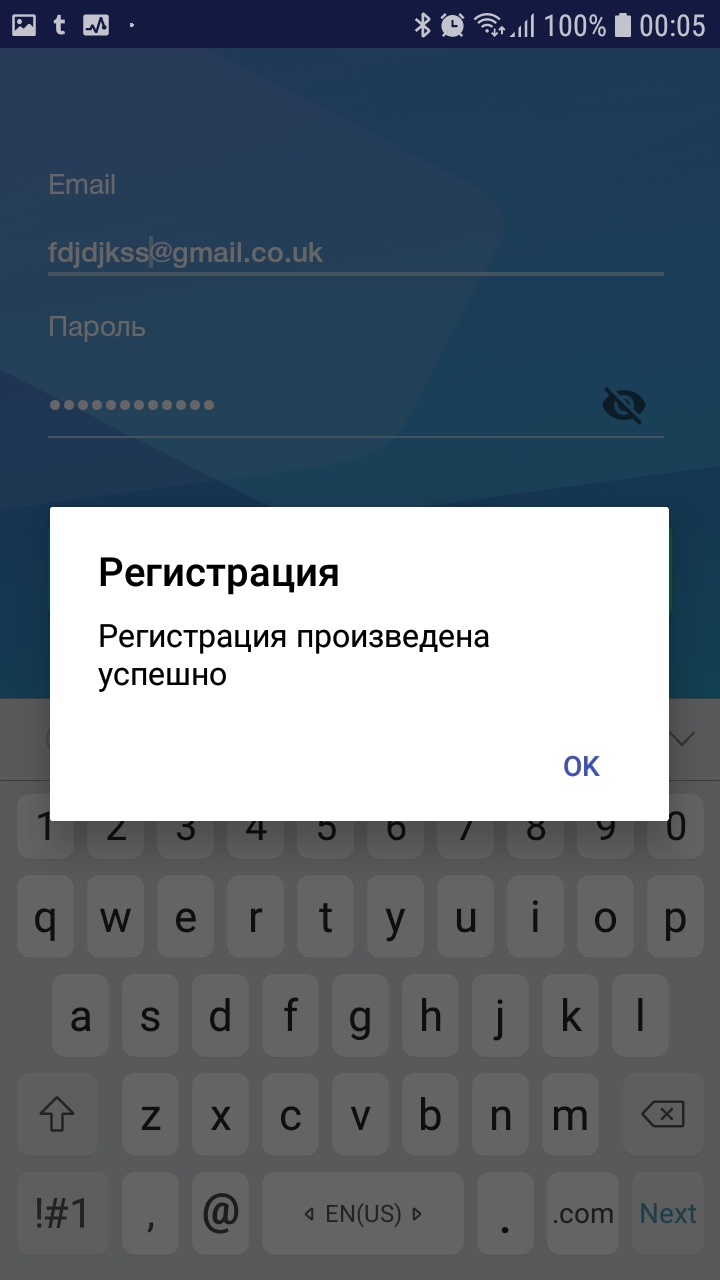 100% 00:05
Email
fdjdjkss@gmail.co.uk
Пароль
Регистрация
Регистрация произведена
успешно
OK
1 2 3 4 5 6 7 8 9 0
q w e r t y u i o p
a s d f g h j k l
z x c v b n m
!#1 , @ EN(US) . .com Next